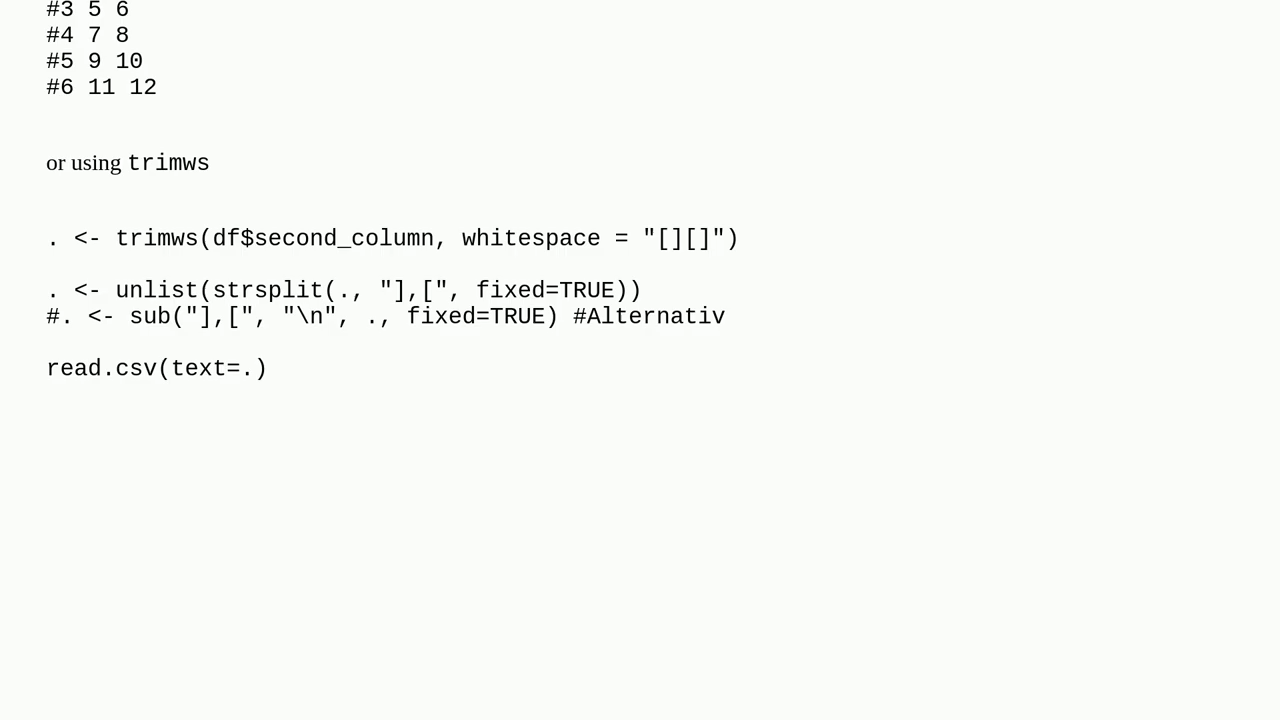 #3 5 6
#4 7 8
#5 9 10
#6 11 12
or using trimws
. <- trimws(df$second_column, whitespace = "[][]")
. <- unlist(strsplit(., "],[", fixed=TRUE))
#. <- sub("],[", "\n", ., fixed=TRUE) #Alternativ
read.csv(text=.)